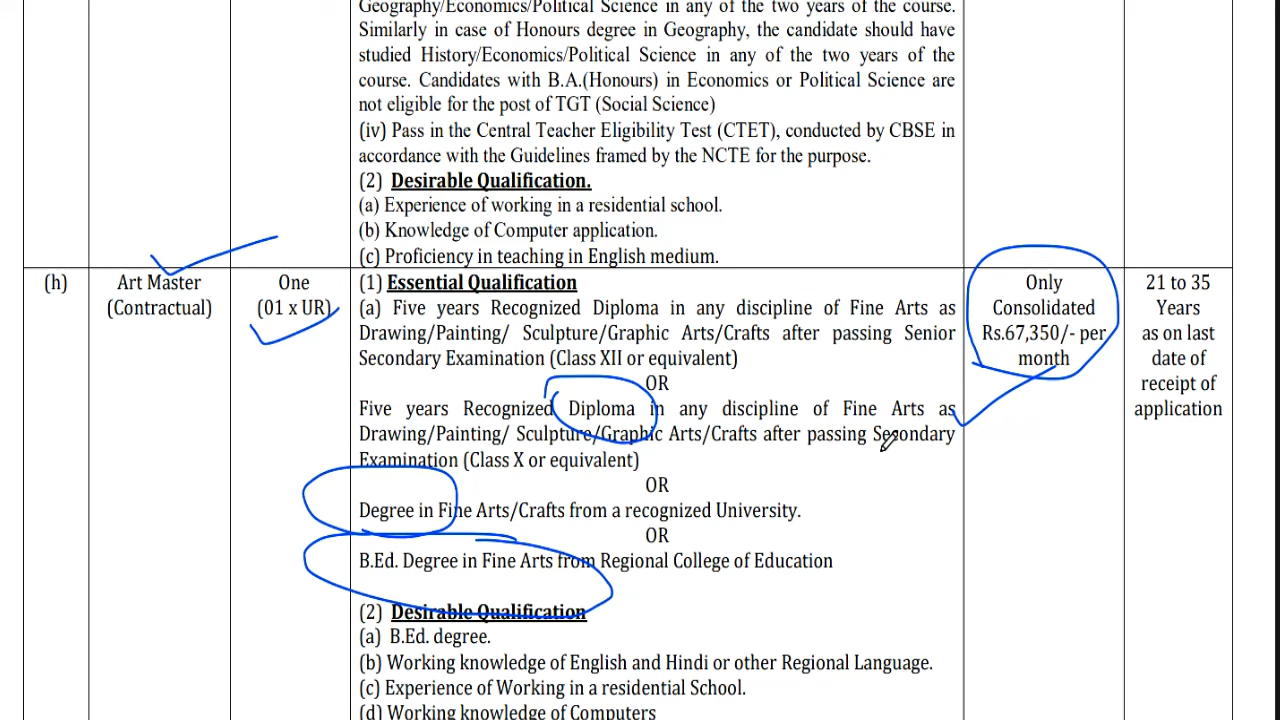 Geography/Economics/Political Science in any of the two years of the course.
Similarly in case of Honours degree in Geography, the candidate should have
studied History/Economics/Political Science in any of the two years of the
course. Candidates with B.A.(Honours) in Economics or Political Science are
not eligible for the post of TGT (Social Science)
(iv) Pass in the Central Teacher Eligibility Test (CTET), conducted by CBSE in
accordance with the Guidelines framed by the NCTE for the purpose.
(2) Desirable Qualification.
(a) Experience of working in a residential school.
(b) Knowledge of Computer application.
(c) Proficiency in teaching in English medium.
(h)
Art Master
(Contractual)
One
(01 x UR)
(1) Essential Qualification
(a) Five years Recognized Diploma in any discipline of Fine Arts as
Drawing/Painting/ Sculpture/Graphic Arts/Crafts after passing Senior
Secondary Examination (Class XII or equivalent)
OR
Five years Recognized Diploma in any discipline of Fine Arts as
Drawing/Painting/ Sculpture/Graphic Arts/Crafts after passing Secondary
Examination (Class X or equivalent)
OR
Degree in Fine Arts/Crafts from a recognized University.
OR
B.Ed. Degree in Fine Arts from Regional College of Education
(2) Desirable Qualification
(a) B.Ed. degree.
(b) Working knowledge of English and Hindi or other Regional Language.
(c) Experience of Working in a residential School.
(d) Working knowledge of Computers
Only
Consolidated
Rs.67,350/- per
month
21 to 35
Years
as on last
date of
receipt of
application